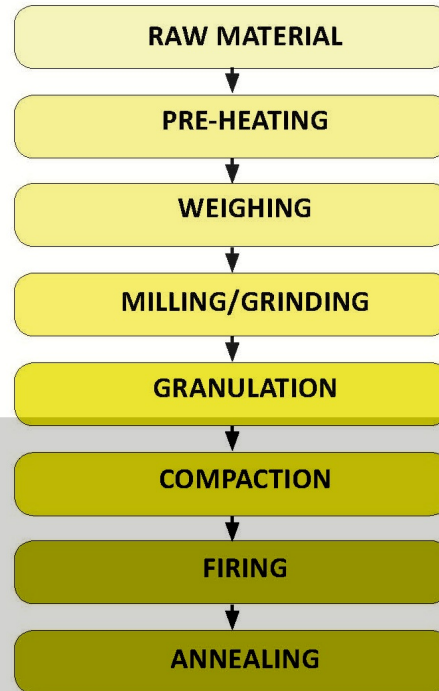 RAW MATERIAL
PRE-HEATING
WEIGHING
MILLING/GRINDING
GRANULATION
COMPACTION
FIRING
ANNEALING